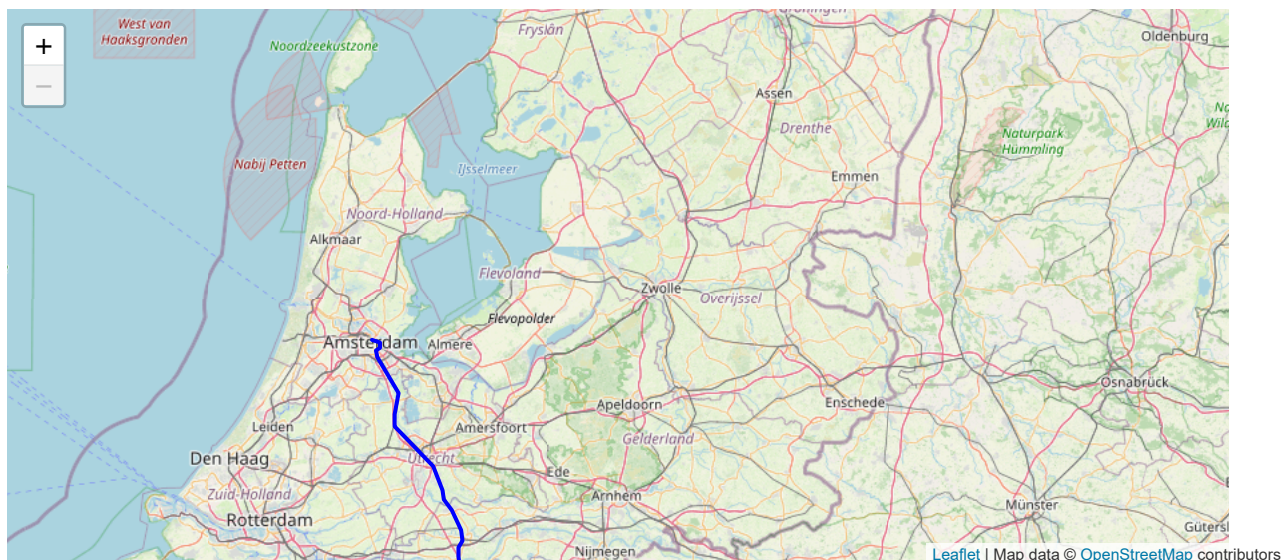 West van
Haaksgronden
+
−
Noordzeekustzone
Fryslân
Groningen
Oldenburg
Assen
Drenthe
Naturpark
Hümmling
Nabij Petten
IJsselmeer
Emmen
Noord-Holland
Alkmaar
Flevoland
Zwolle
Overijssel
Flevopolder
Amsterdam
Almere
Osnabrück
Apeldoorn
Enschede
Leiden
Amersfoort
Gelderland
Den Haag
Utrecht
Ede
Zuid-Holland
Arnhem
Münster
Rotterdam
Nijmegen
Leaflet | Map data © OpenStreetMap contributors